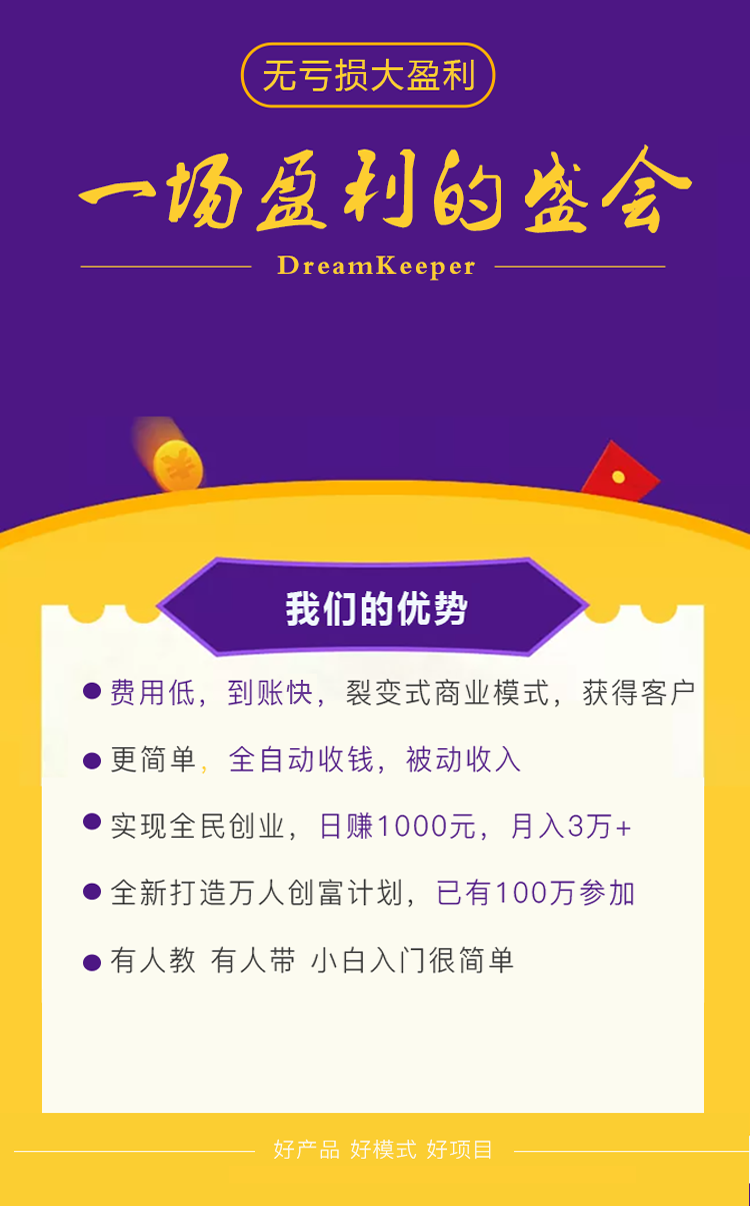 无亏损大盈利
一场盈利的盛会
DreamKeeper
我们的优势
费用低，到账快，裂变式商业模式，获得客户
更简单，全自动收钱，被动收入
实现全民创业，日赚1000元，月入3万+
全新打造万人创富计划，已有100万参加
有人教 有人带 小白入门很简单
好产品 好模式 好项目